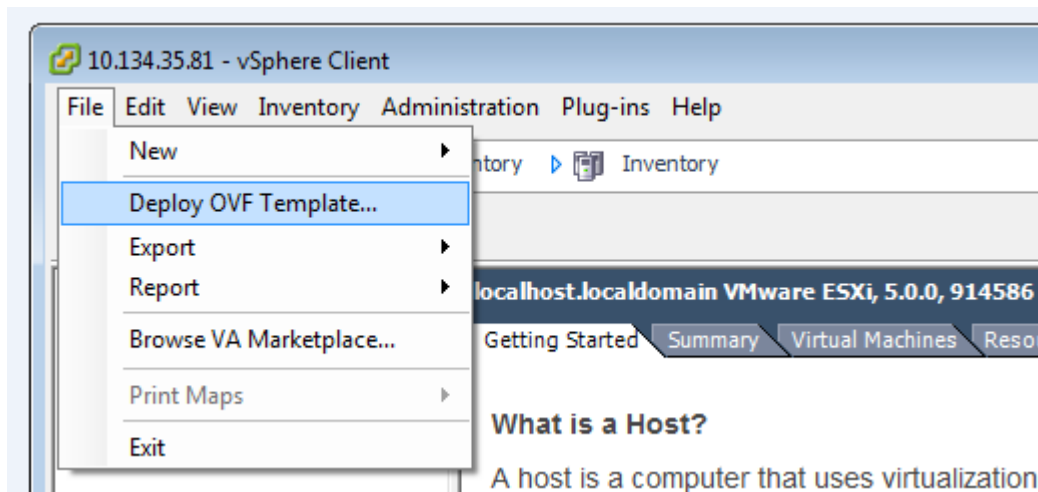 10.134.35.81 - vSphere Client
File Edit View Inventory Administration Plug-ins Help
New
ntory Inventory
Deploy OVF Template...
Export
Report
localhost.localdomain VMware ESXi, 5.0.0, 914586
Browse VA Marketplace...
Getting Started Summary Virtual Machines Resou
Print Maps
What is a Host?
Exit
A host is a computer that uses virtualization